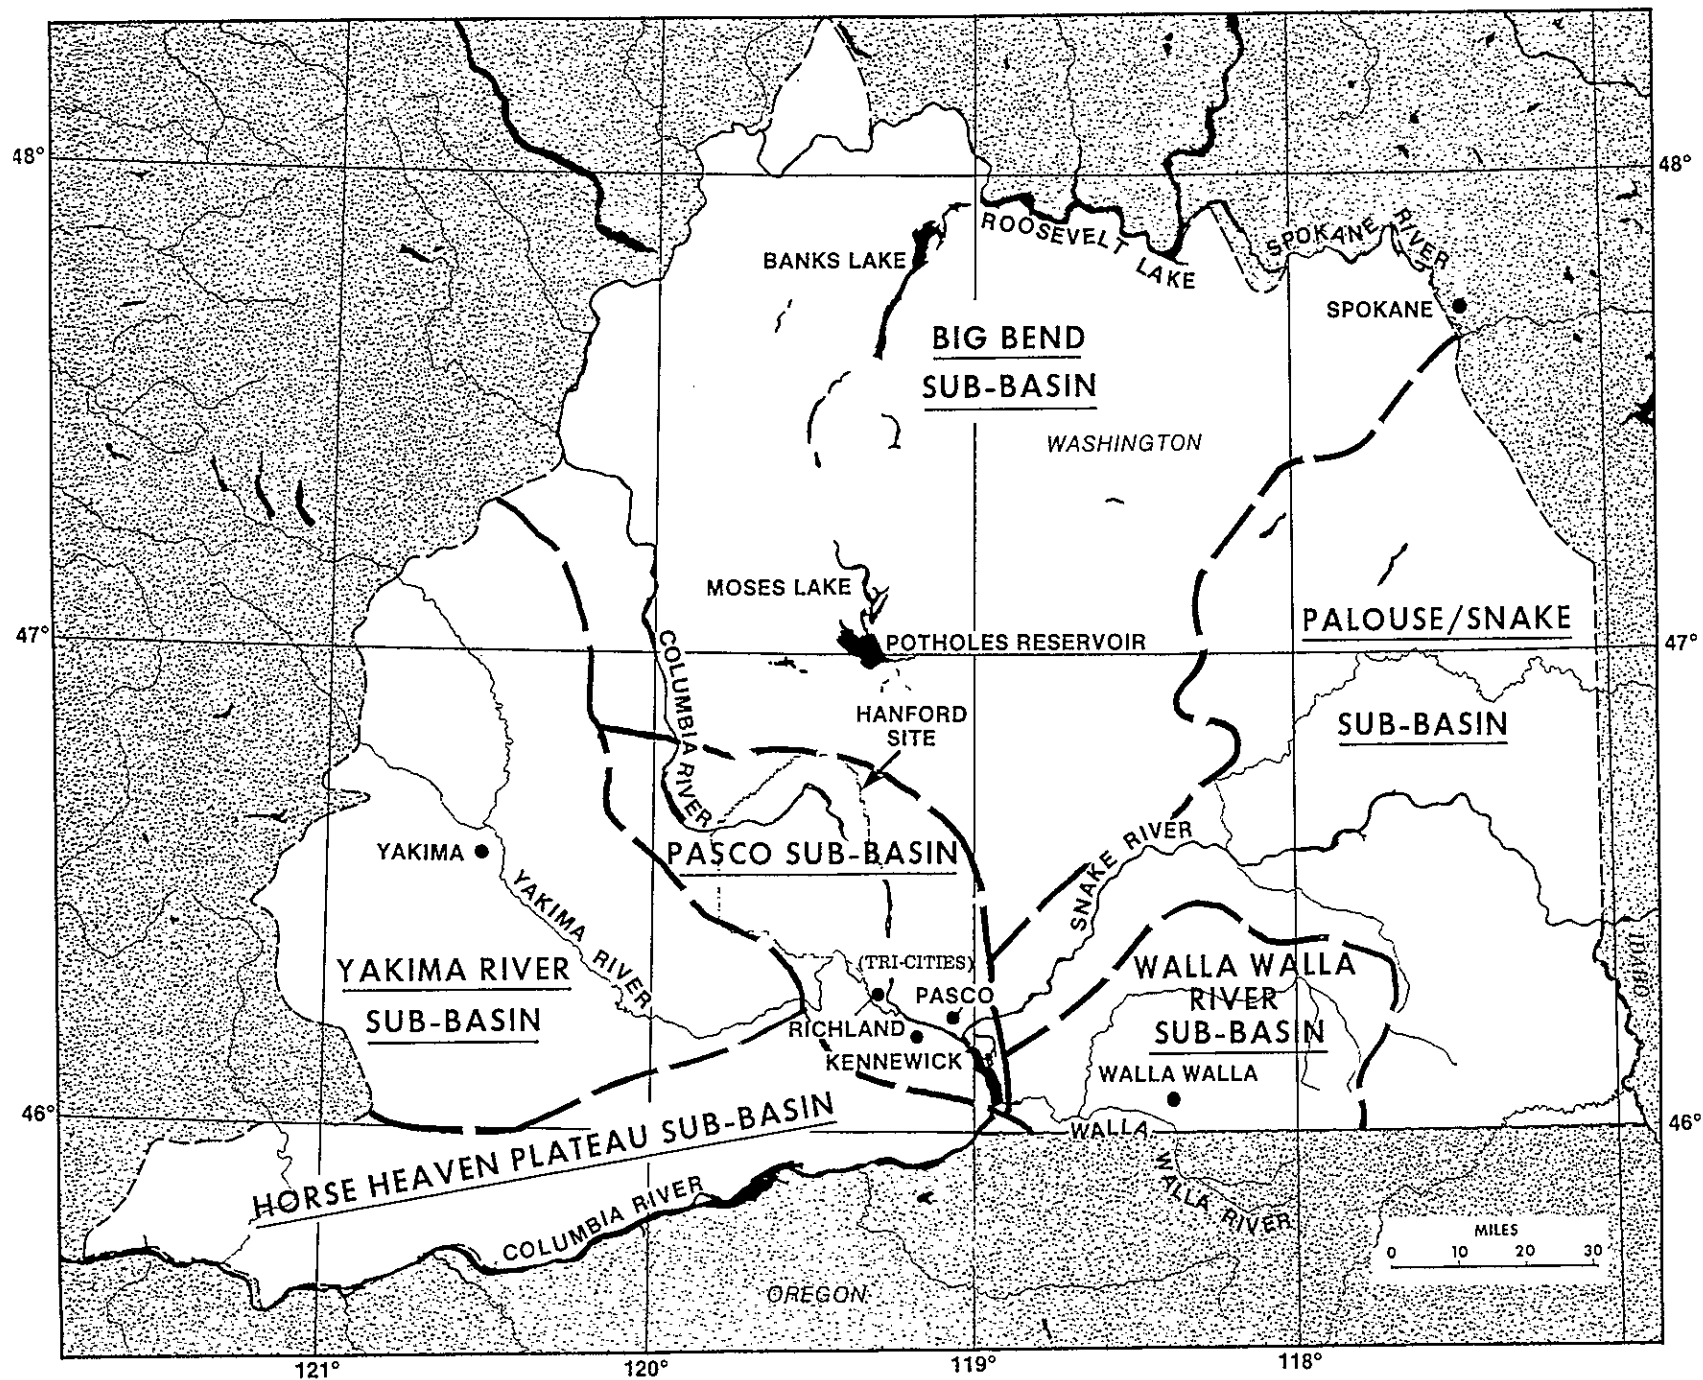 48°
48°
ROOSEVELT
LAKE
SPOKANE
RIVER
BANKS LAKE
SPOKANE
BIG BEND
SUB-BASIN
WASHINGTON
MOSES LAKE
PALOUSE/SNAKE
47°
47°
POTHOLES RESERVOIR
COLUMBIA RIVER
HANFORD
SITE
SUB-BASIN
YAKIMA
PASCO SUB-BASIN
SNAKE RIVER
YAKIMA RIVER
IDAHO
YAKIMA RIVER
SUB-BASIN
(TRI-CITIES)
PASCO
RICHLAND
KENNEWICK
WALLA WALLA
RIVER
SUB-BASIN
WALLA WALLA
46°
46°
HORSE HEAVEN PLATEAU SUB-BASIN
WALLA
WALLA RIVER
COLUMBIA RIVER
OREGON
MILES
0 10 20 30
121° 120° 119° 118°